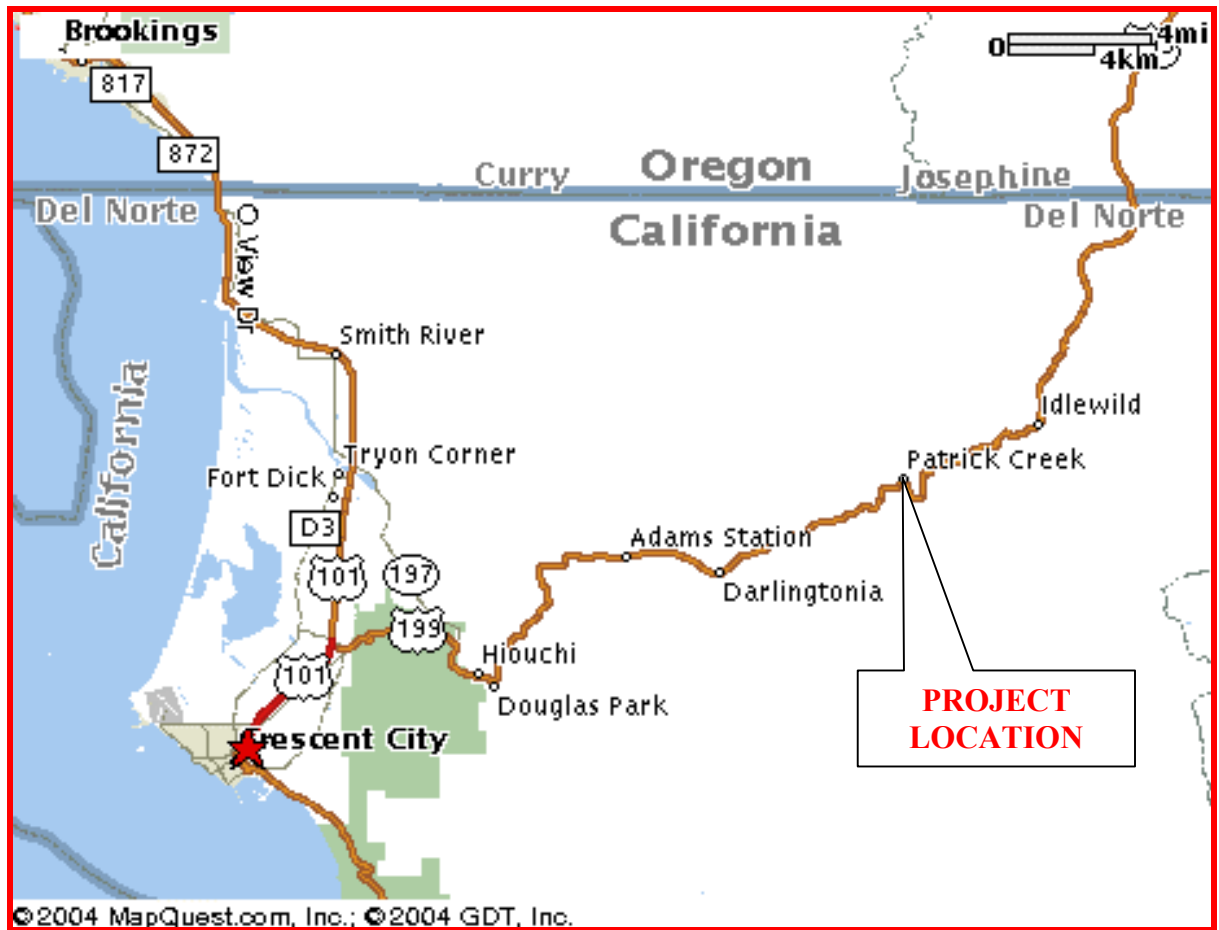 Brookings
0
4mi
4km
817
872
Curry
Oregon
Josephine
Del Norte
California
Del Norte
O View Dr
Smith River
California
Idlewild
Tryon Corner
Patrick Creek
Fort Dick
D3
Adams Station
101
197
Darlingtonia
199
Hiouchi
101
Douglas Park
PROJECT
LOCATION
Crescent City
©2004 MapQuest.com, Inc.; ©2004 GDT, Inc.